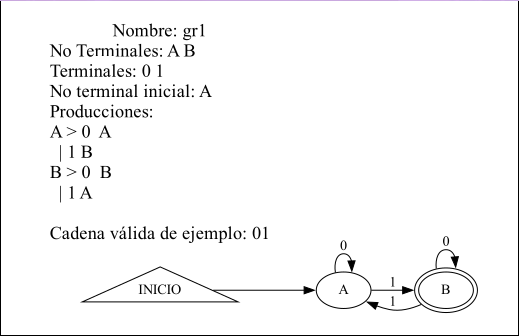 Nombre: gr1
No Terminales: A B
Terminales: 0 1
No terminal inicial: A
Producciones:
A > 0 A
| 1 B
B > 0 B
| 1 A
Cadena válida de ejemplo: 01
0
0
INICIO
A
1
1
B